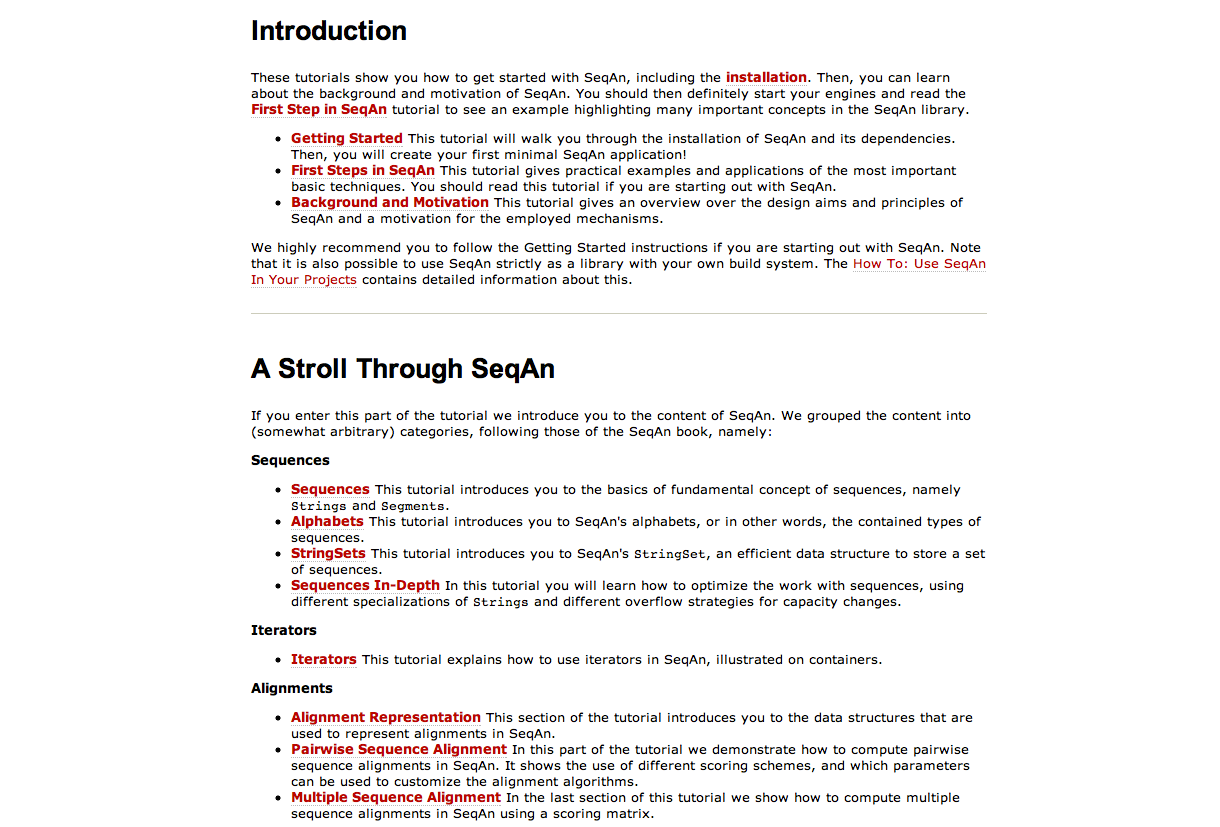 Introduction
These tutorials show you how to get started with SeqAn, including the installation. Then, you can learn
about the background and motivation of SeqAn. You should then definitely start your engines and read the
First Step in SeqAn tutorial to see an example highlighting many important concepts in the SeqAn library.
• Getting Started This tutorial will walk you through the installation of SeqAn and its dependencies.
Then, you will create your first minimal SeqAn application!
• First Steps in SeqAn This tutorial gives practical examples and applications of the most important
basic techniques. You should read this tutorial if you are starting out with SeqAn.
• Background and Motivation This tutorial gives an overview over the design aims and principles of
SeqAn and a motivation for the employed mechanisms.
We highly recommend you to follow the Getting Started instructions if you are starting out with SeqAn. Note
that it is also possible to use SeqAn strictly as a library with your own build system. The How To: Use SeqAn
In Your Projects contains detailed information about this.
A Stroll Through SeqAn
If you enter this part of the tutorial we introduce you to the content of SeqAn. We grouped the content into
(somewhat arbitrary) categories, following those of the SeqAn book, namely:
Sequences
• Sequences This tutorial introduces you to the basics of fundamental concept of sequences, namely
Strings and Segments.
• Alphabets This tutorial introduces you to SeqAn's alphabets, or in other words, the contained types of
sequences.
• StringSets This tutorial introduces you to SeqAn's StringSet, an efficient data structure to store a set
of sequences.
• Sequences In-Depth In this tutorial you will learn how to optimize the work with sequences, using
different specializations of Strings and different overflow strategies for capacity changes.
Iterators
• Iterators This tutorial explains how to use iterators in SeqAn, illustrated on containers.
Alignments
• Alignment Representation This section of the tutorial introduces you to the data structures that are
used to represent alignments in SeqAn.
• Pairwise Sequence Alignment In this part of the tutorial we demonstrate how to compute pairwise
sequence alignments in SeqAn. It shows the use of different scoring schemes, and which parameters
can be used to customize the alignment algorithms.
• Multiple Sequence Alignment In the last section of this tutorial we show how to compute multiple
sequence alignments in SeqAn using a scoring matrix.